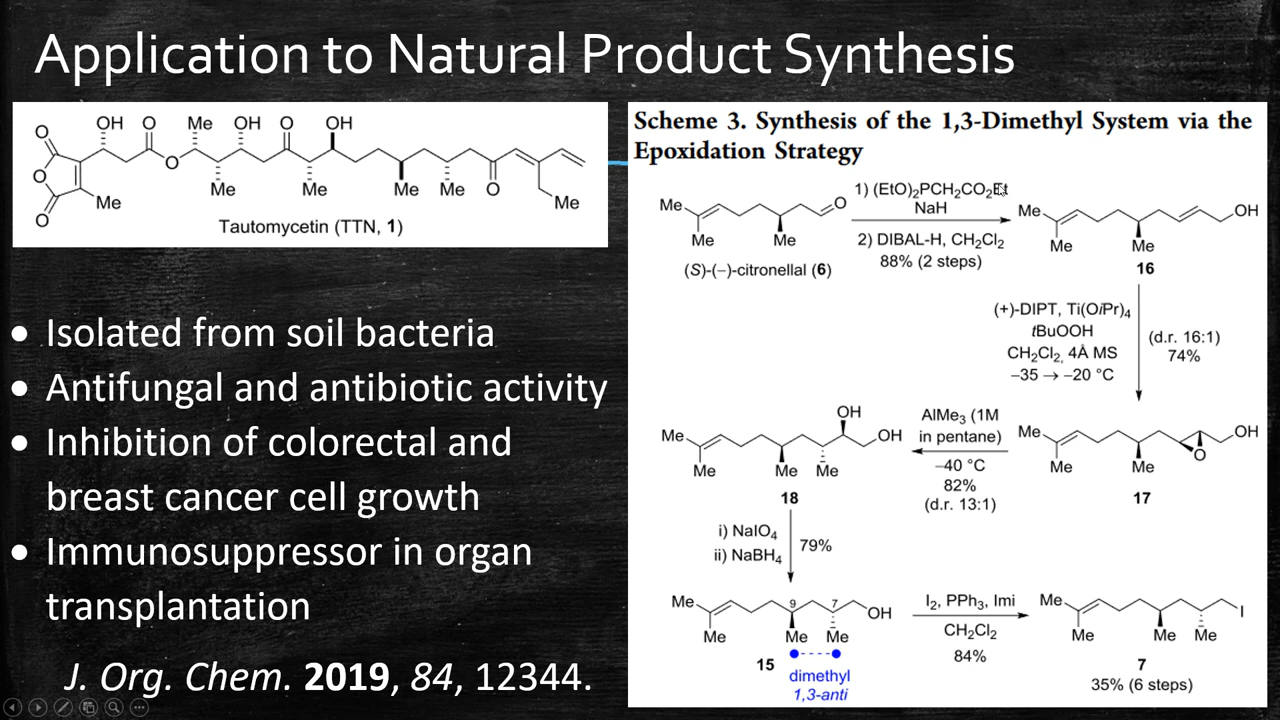 Application to Natural Product Synthesis
OH O Me OH O OH
O
O
O
O
Me
Me
Me
Me
Me
O
Me
Tautomycetin (TTN, 1)
• Isolated from soil bacteria
• Antifungal and antibiotic activity
• Inhibition of colorectal and
breast cancer cell growth
• Immunosuppressor in organ
transplantation
J. Org. Chem. 2019, 84, 12344.
Scheme 3. Synthesis of the 1,3-Dimethyl System via the
Epoxidation Strategy
Me
O
Me
Me
(S)-(−)-citronellal (6)
1) (EtO)₂PCH₂CO₂Et
NaH
2) DIBAL-H, CH₂Cl₂
88% (2 steps)
Me
OH
Me
Me
16
(+)-DIPT, Ti(OiPr)₄
tBuOOH
CH₂Cl₂, 4Å MS
−35 → −20 °C
(d.r. 16:1)
74%
Me
OH
O
Me
Me
17
AlMe₃ (1M
in pentane)
−40 °C
82%
(d.r. 13:1)
OH
Me
OH
Me
Me
Me
18
i) NaIO₄
ii) NaBH₄
79%
Me
9
7
OH
Me
Me
Me
15
dimethyl
1,3-anti
I₂, PPh₃, Imi
CH₂Cl₂
84%
Me
I
Me
Me
Me
7
35% (6 steps)